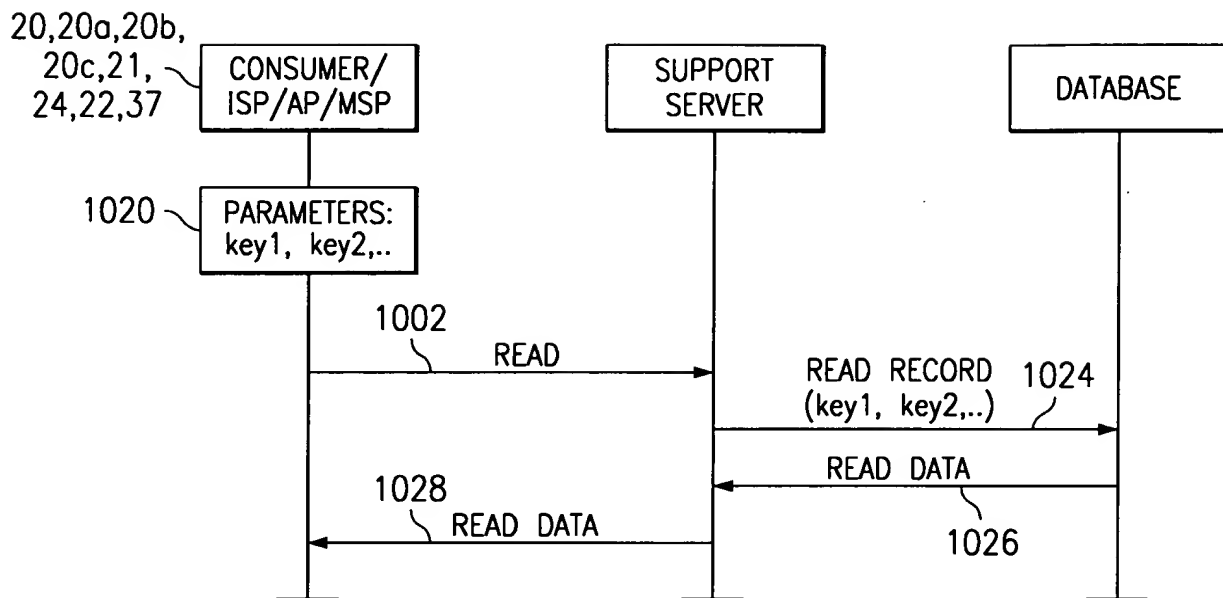 20,20a,20b,
20c,21,
24,22,37
CONSUMER/
ISP/AP/MSP
SUPPORT
SERVER
DATABASE
1020
PARAMETERS:
key1, key2,..
1002
READ
READ RECORD
(key1, key2,..)
1024
READ DATA
1026
1028
READ DATA